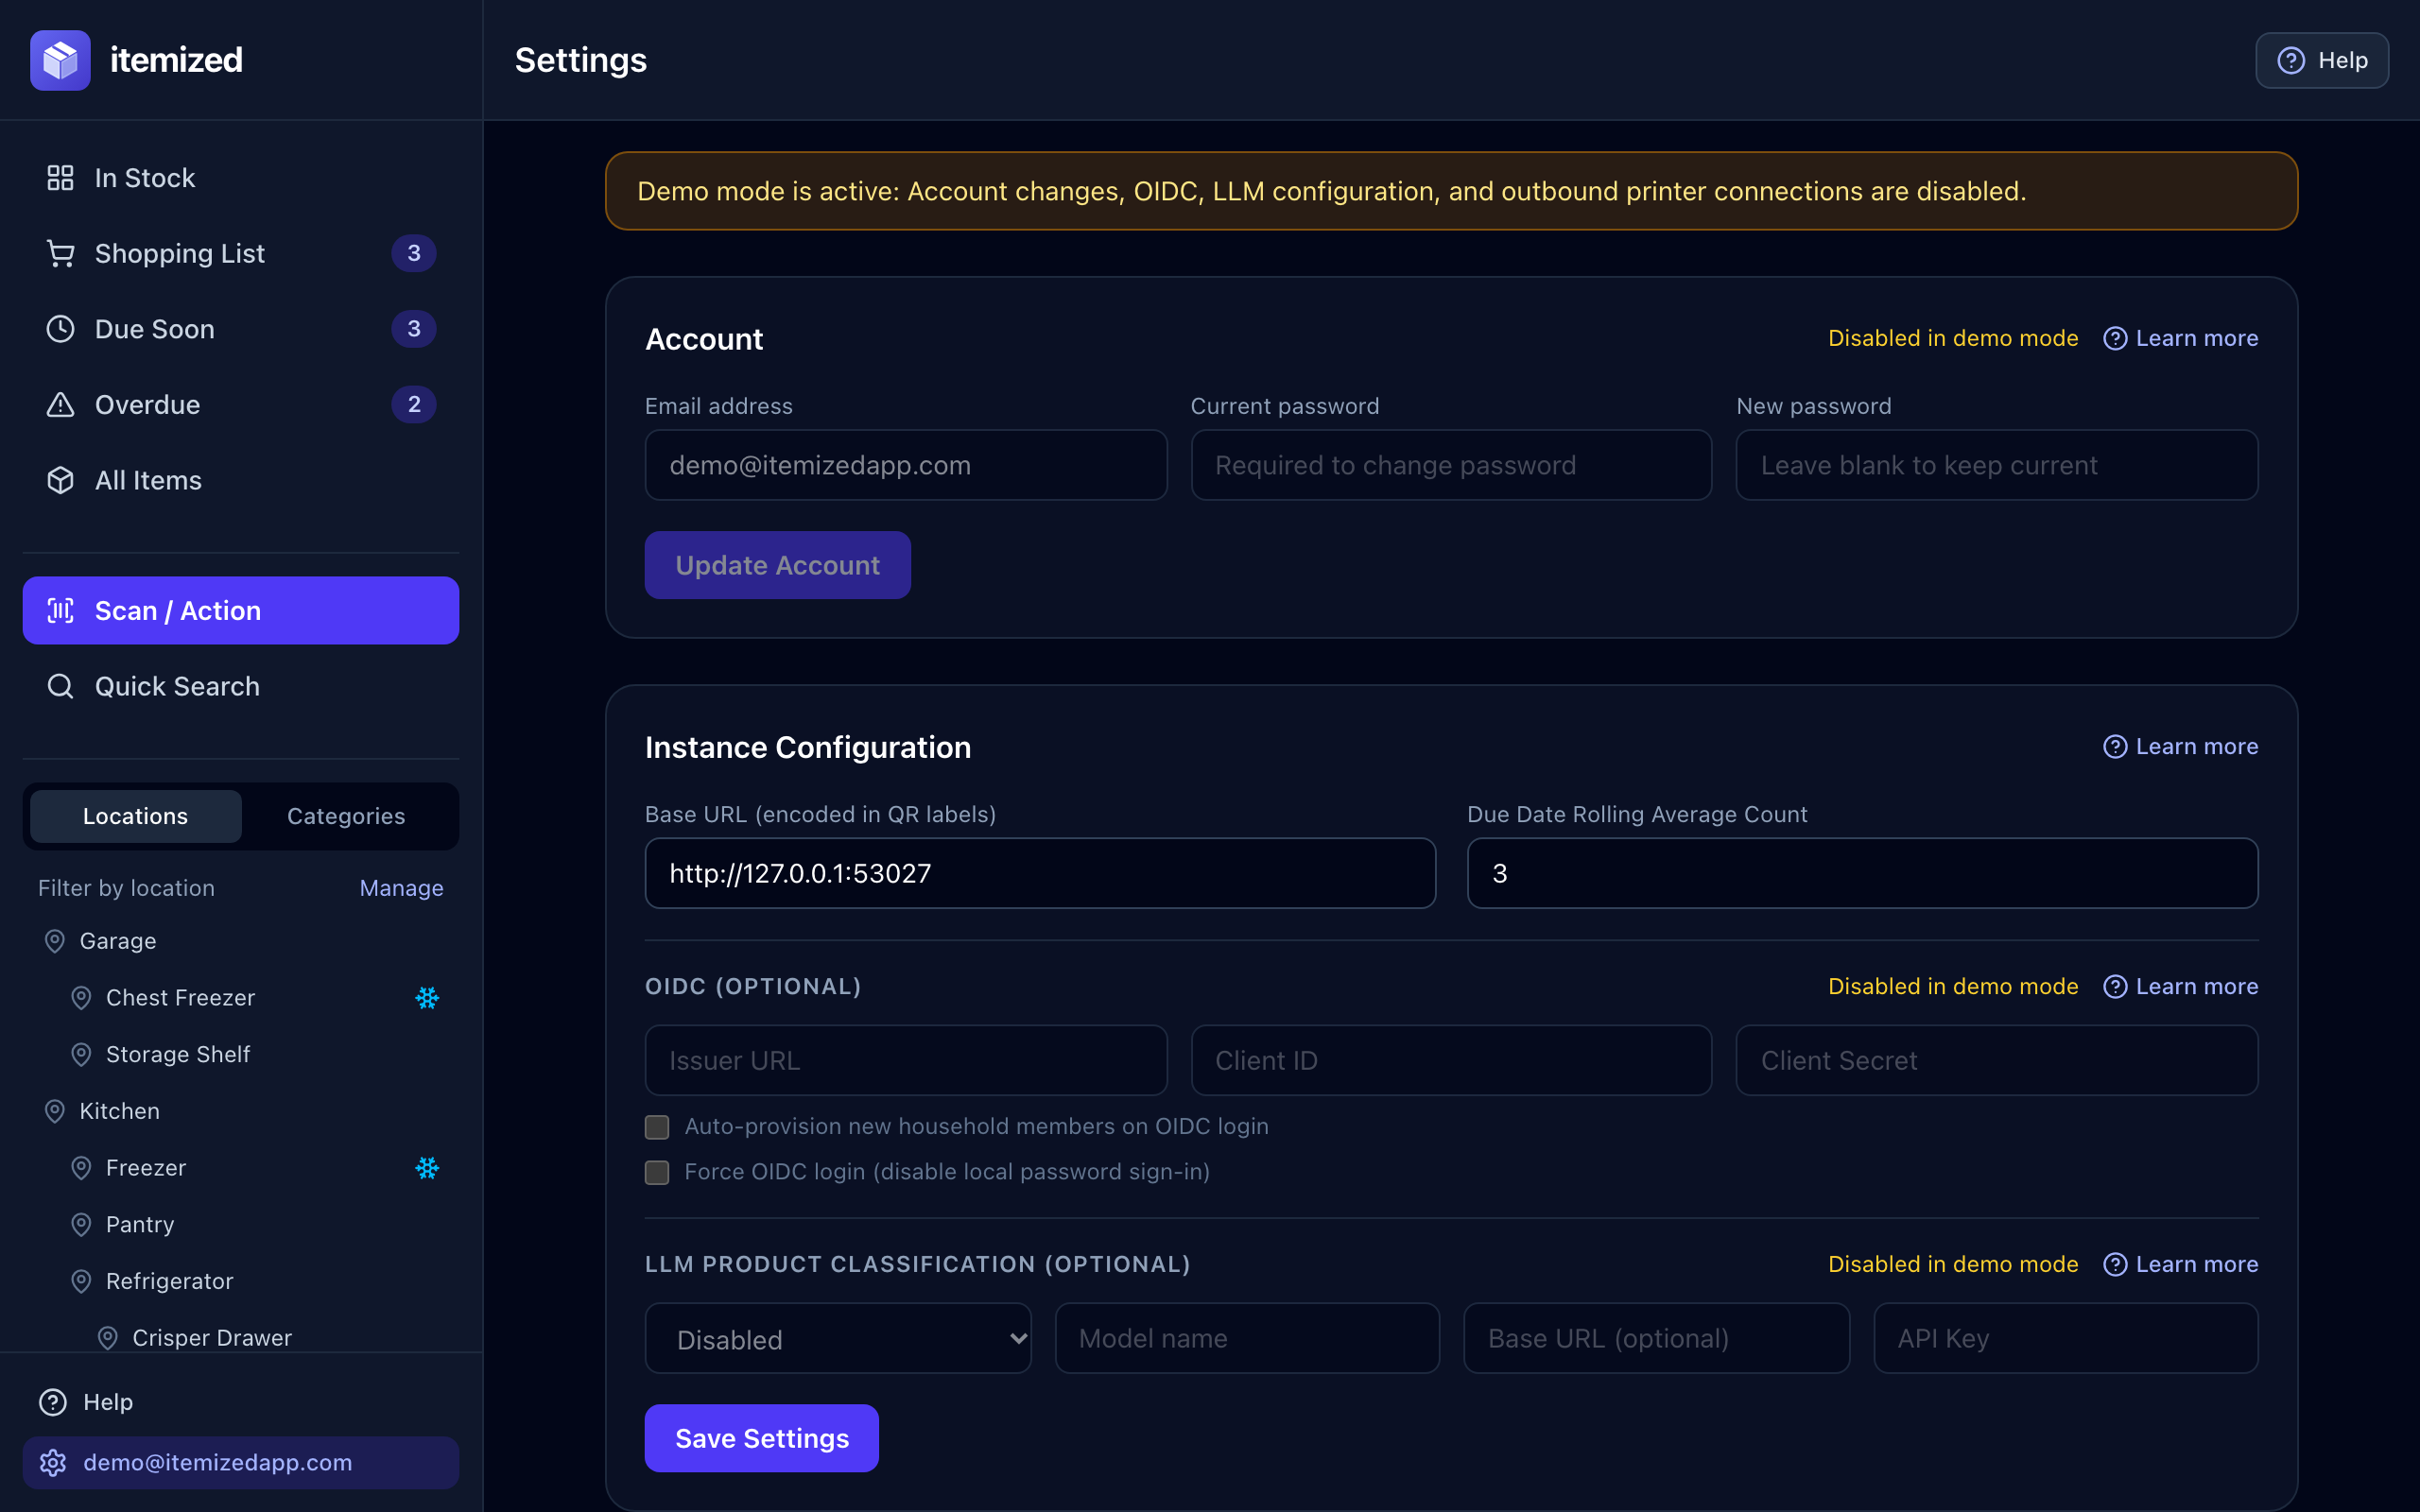 itemized
Settings
Help
In Stock
Shopping List 3
Due Soon 3
Overdue 2
All Items
Scan / Action
Quick Search
Locations Categories
Filter by location Manage
Garage
Chest Freezer
Storage Shelf
Kitchen
Freezer
Pantry
Refrigerator
Crisper Drawer
Help
demo@itemizedapp.com
Demo mode is active: Account changes, OIDC, LLM configuration, and outbound printer connections are disabled.
Account Disabled in demo mode Learn more
Email address Current password New password
demo@itemizedapp.com Required to change password Leave blank to keep current
Update Account
Instance Configuration Learn more
Base URL (encoded in QR labels) Due Date Rolling Average Count
http://127.0.0.1:53027 3
OIDC (OPTIONAL) Disabled in demo mode Learn more
Issuer URL Client ID Client Secret
Auto-provision new household members on OIDC login
Force OIDC login (disable local password sign-in)
LLM PRODUCT CLASSIFICATION (OPTIONAL) Disabled in demo mode Learn more
Disabled Model name Base URL (optional) API Key
Save Settings